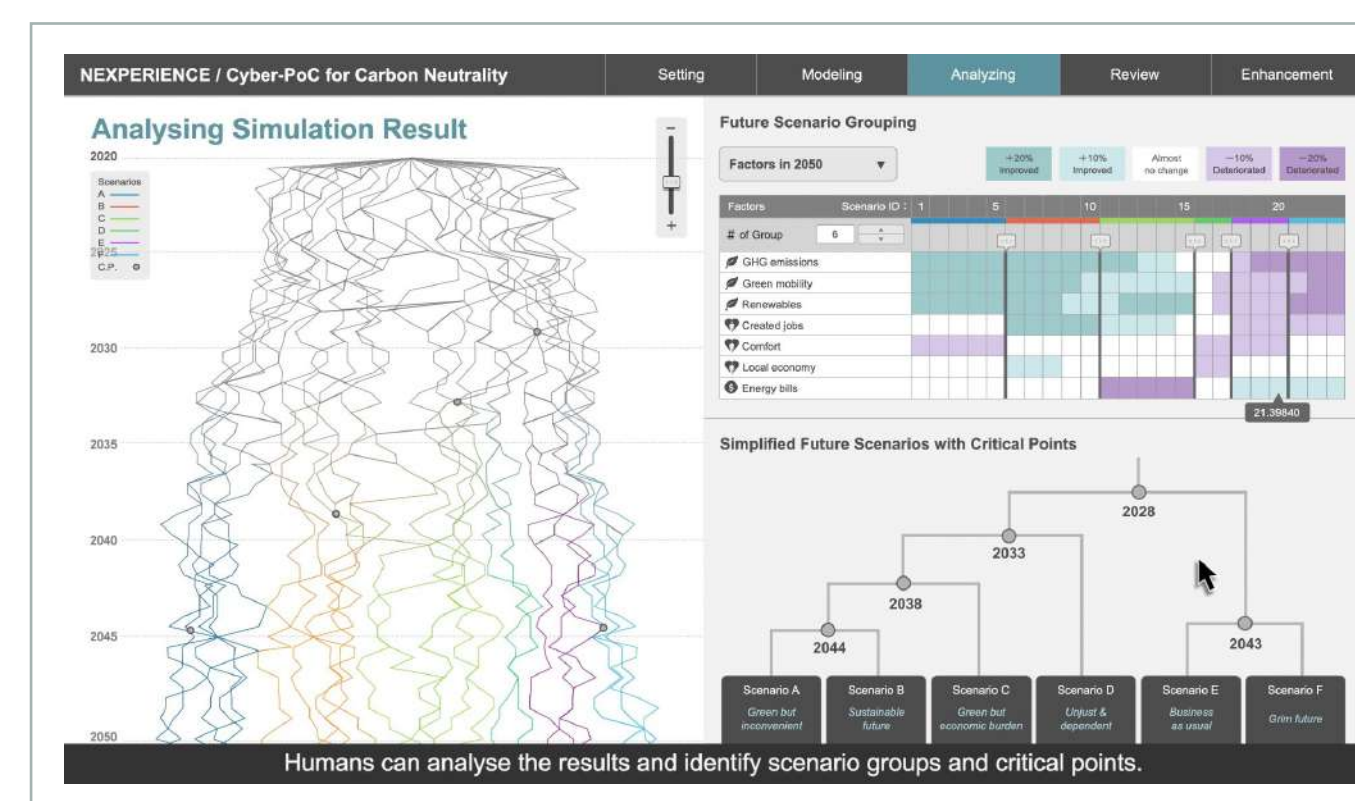 NEXPERIENCE / Cyber-PoC for Carbon Neutrality
Setting
Modeling
Analyzing
Review
Enhancement
Analysing Simulation Result
2020
Scenarios
A
B
C
D
E
F
C.P.
2025
2030
2035
2040
2045
2050
−
+
Future Scenario Grouping
Factors in 2050 ▼
+20%
Improved
+10%
Improved
Almost
no change
−10%
Deteriorated
−20%
Deteriorated
Factors Scenario ID : 1 5 10 15 20
# of Group 6
GHG emissions
Green mobility
Renewables
Created jobs
Comfort
Local economy
$ Energy bills
21.39840
Simplified Future Scenarios with Critical Points
2028
2033
2038
2044
2043
Scenario A
Green but
inconvenient
Scenario B
Sustainable
future
Scenario C
Green but
economic burden
Scenario D
Unjust &
dependent
Scenario E
Business
as usual
Scenario F
Grim future
Humans can analyse the results and identify scenario groups and critical points.